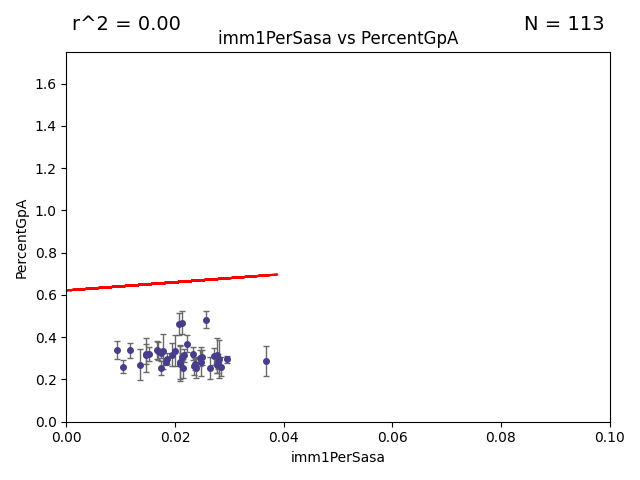 r^2 = 0.00
N = 113
imm1PerSasa vs PercentGpA
1.6
1.4
1.2
1.0
0.8
0.6
0.4
0.2
0.0
PercentGpA
0.00 0.02 0.04 0.06 0.08 0.10
imm1PerSasa